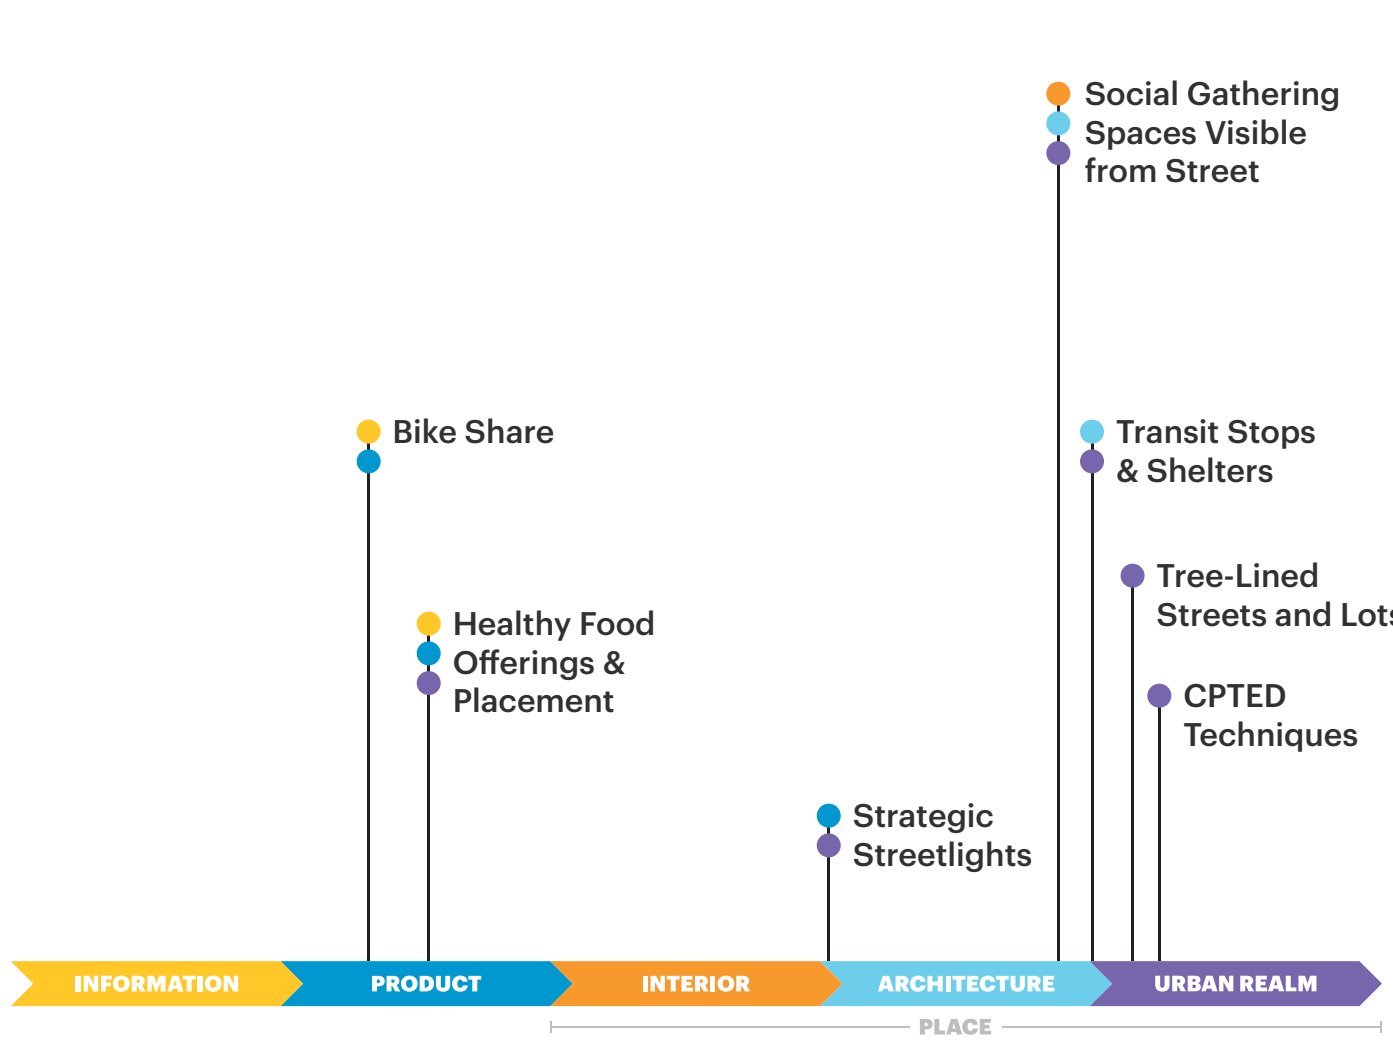 Social Gathering
Spaces Visible
from Street
Bike Share
Transit Stops
& Shelters
Tree-Lined
Streets and Lots
Healthy Food
Offerings &
Placement
CPTED
Techniques
Strategic
Streetlights
INFORMATION
PRODUCT
INTERIOR
ARCHITECTURE
URBAN REALM
PLACE